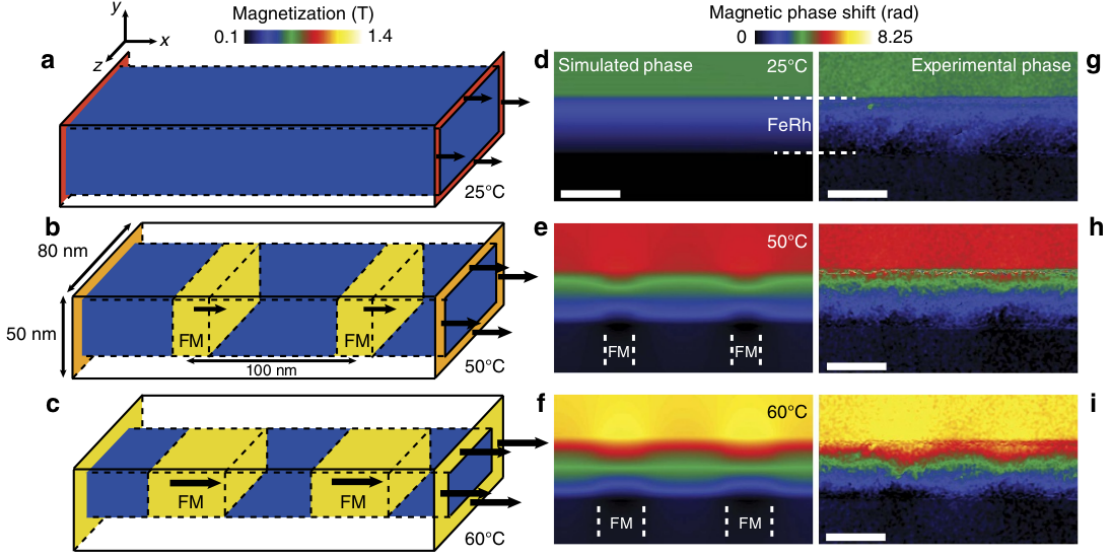 Magnetization (T)
0.1 1.4
y
x
z
Magnetic phase shift (rad)
0 8.25
a
25°C
d
Simulated phase 25°C
FeRh
Experimental phase
g
b
80 nm
50 nm
FM FM
100 nm
50°C
e
50°C
FM FM
h
c
FM FM
60°C
f
60°C
FM FM
i